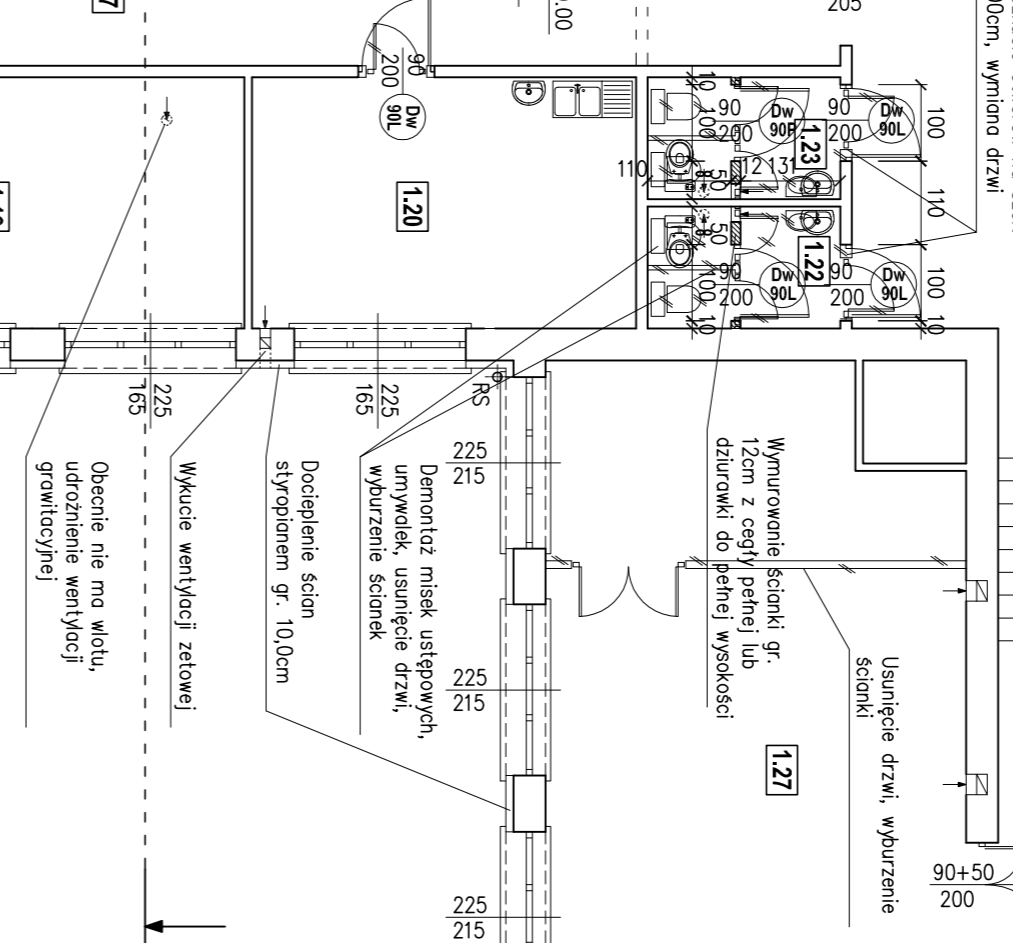 205
00cm, wymiana drzwi
90
200
Dw
90L
10
100
90
200
Dw
90P
1.23
90
200
Dw
90L
100
110
50
12
131
110
50
1.22
90
200
Dw
90L
90
200
Dw
90L
100
10
100
10
1.20
225
165
225
165
RS
225
215
225
215
225
215
Wymurowanie ścianki gr.
12cm z cegły pełnej lub
dziurawki do pełnej wysokości
Usunięcie drzwi, wyburzenie
ścianki
1.27
Demontaż misek ustępowych,
umywalek, usunięcie drzwi,
wyburzenie ścianek
Docieplenie ścian
styropianem gr. 10,0cm
Wykucie wentylacji zetowej
Obecnie nie ma wlotu,
udrożnienie wentylacji
grawitacyjnej
90+50
200